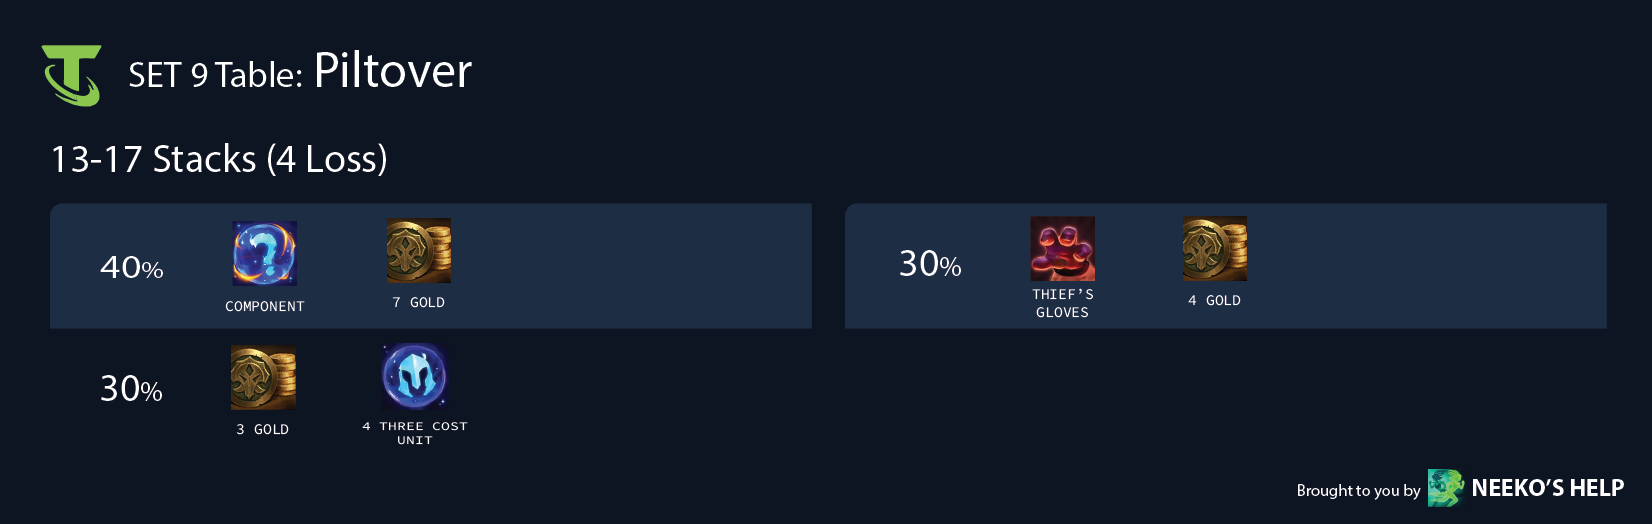 SET 9 Table: Piltover
13-17 Stacks (4 Loss)
40%
COMPONENT
7 GOLD
30%
THIEF’S
GLOVES
4 GOLD
30%
3 GOLD
4 THREE COST
UNIT
Brought to you by NEEKO’S HELP